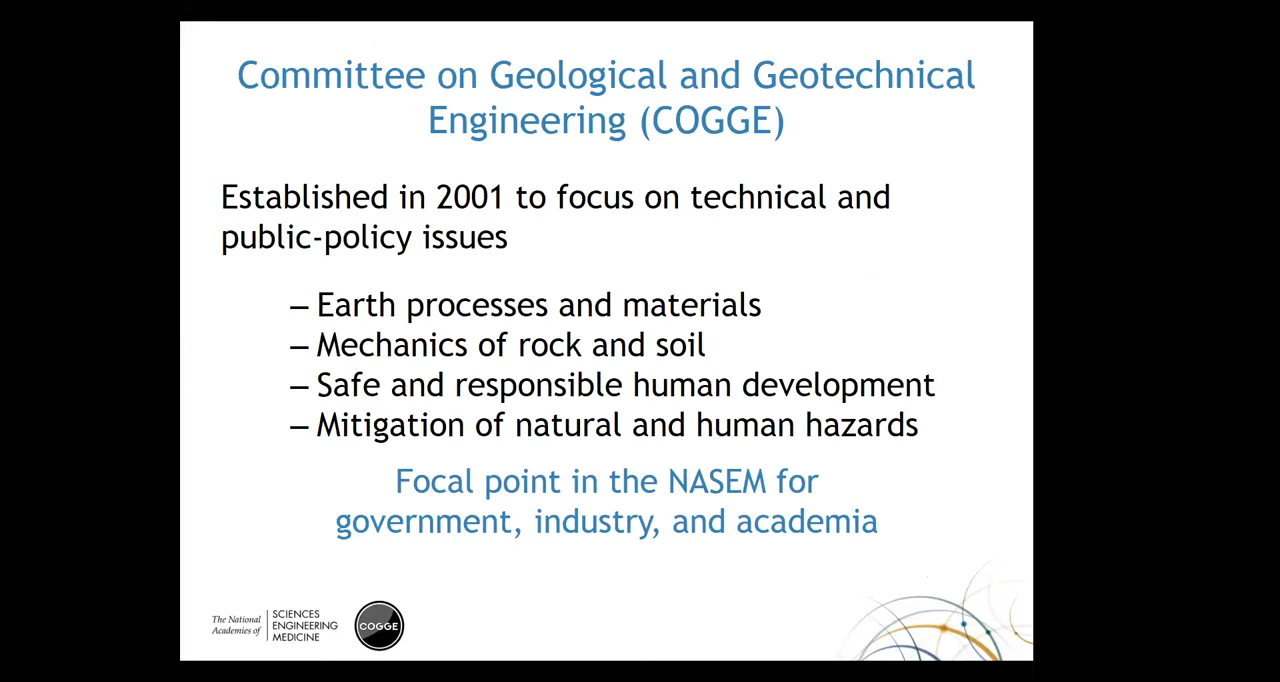 Committee on Geological and Geotechnical
Engineering (COGGE)
Established in 2001 to focus on technical and
public-policy issues
– Earth processes and materials
– Mechanics of rock and soil
– Safe and responsible human development
– Mitigation of natural and human hazards
Focal point in the NASEM for
government, industry, and academia
The National
Academies of
SCIENCES
ENGINEERING
MEDICINE
COGGE